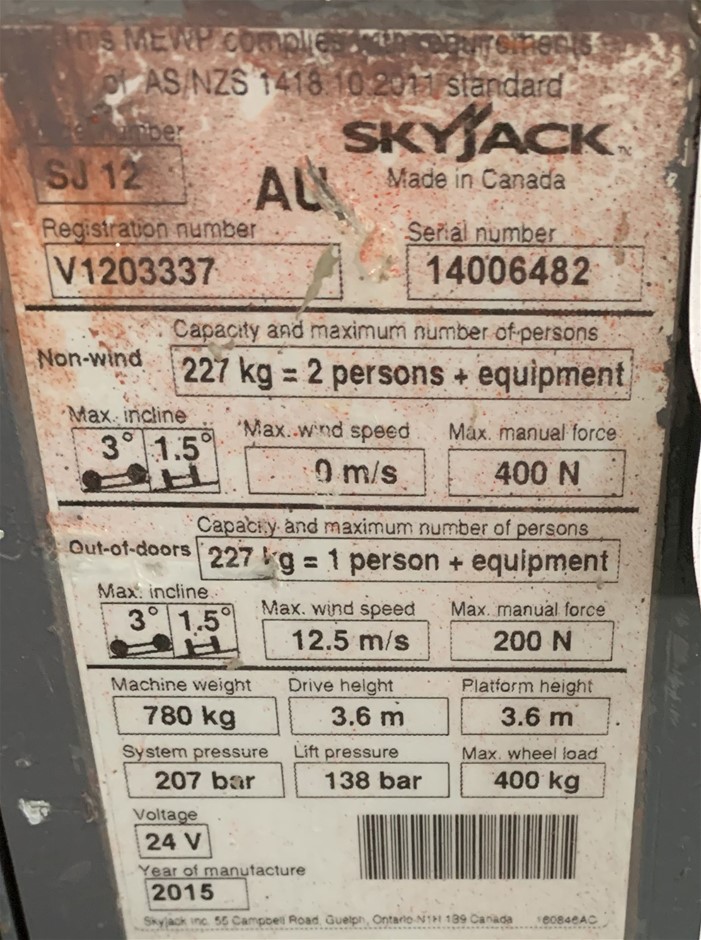 This MEWP complies with requirements
of AS/NZS 1418.10.2011 standard
SKYJACK
number
SJ 12
AU
Made in Canada
Registration number
Serial number
V1203337
14006482
Capacity and maximum number of persons
Non-wind
227 kg = 2 persons + equipment
Max. incline
Max. wind speed
Max. manual force
3° 1.5°
0 m/s
400 N
Capacity and maximum number of persons
Out-of-doors
227 kg = 1 person + equipment
Max. incline
Max. wind speed
Max. manual force
3° 1.5°
12.5 m/s
200 N
Machine weight
Drive height
Platform height
780 kg
3.6 m
3.6 m
System pressure
Lift pressure
Max. wheel load
207 bar
138 bar
400 kg
Voltage
24 V
Year of manufacture
2015
Skyjack Inc. 55 Campbell Road, Guelph, Ontario N1H 1B9 Canada